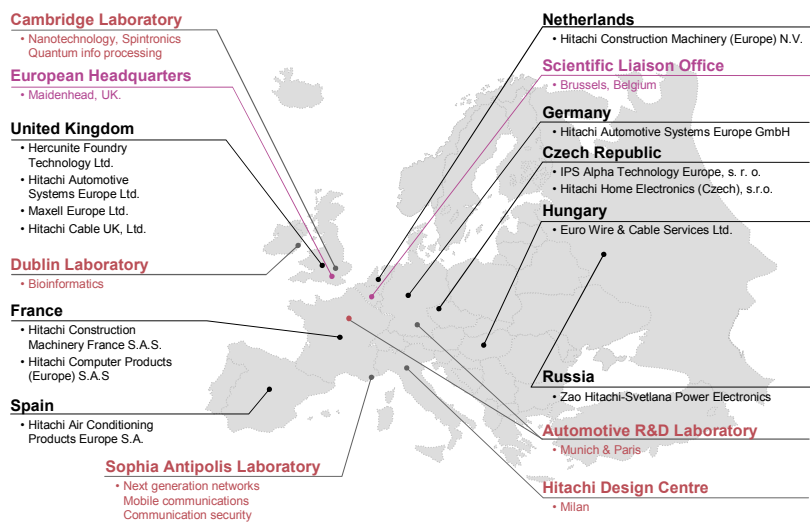 Cambridge Laboratory
• Nanotechnology, Spintronics
Quantum info processing
European Headquarters
• Maidenhead, UK.
United Kingdom
• Hercunite Foundry
Technology Ltd.
• Hitachi Automotive
Systems Europe Ltd.
• Maxell Europe Ltd.
• Hitachi Cable UK, Ltd.
Dublin Laboratory
• Bioinformatics
France
• Hitachi Construction
Machinery France S.A.S.
• Hitachi Computer Products
(Europe) S.A.S
Spain
• Hitachi Air Conditioning
Products Europe S.A.
Sophia Antipolis Laboratory
• Next generation networks
Mobile communications
Communication security
Netherlands
• Hitachi Construction Machinery (Europe) N.V.
Scientific Liaison Office
• Brussels, Belgium
Germany
• Hitachi Automotive Systems Europe GmbH
Czech Republic
• IPS Alpha Technology Europe, s. r. o.
• Hitachi Home Electronics (Czech), s.r.o.
Hungary
• Euro Wire & Cable Services Ltd.
Russia
• Zao Hitachi-Svetlana Power Electronics
Automotive R&D Laboratory
• Munich & Paris
Hitachi Design Centre
• Milan